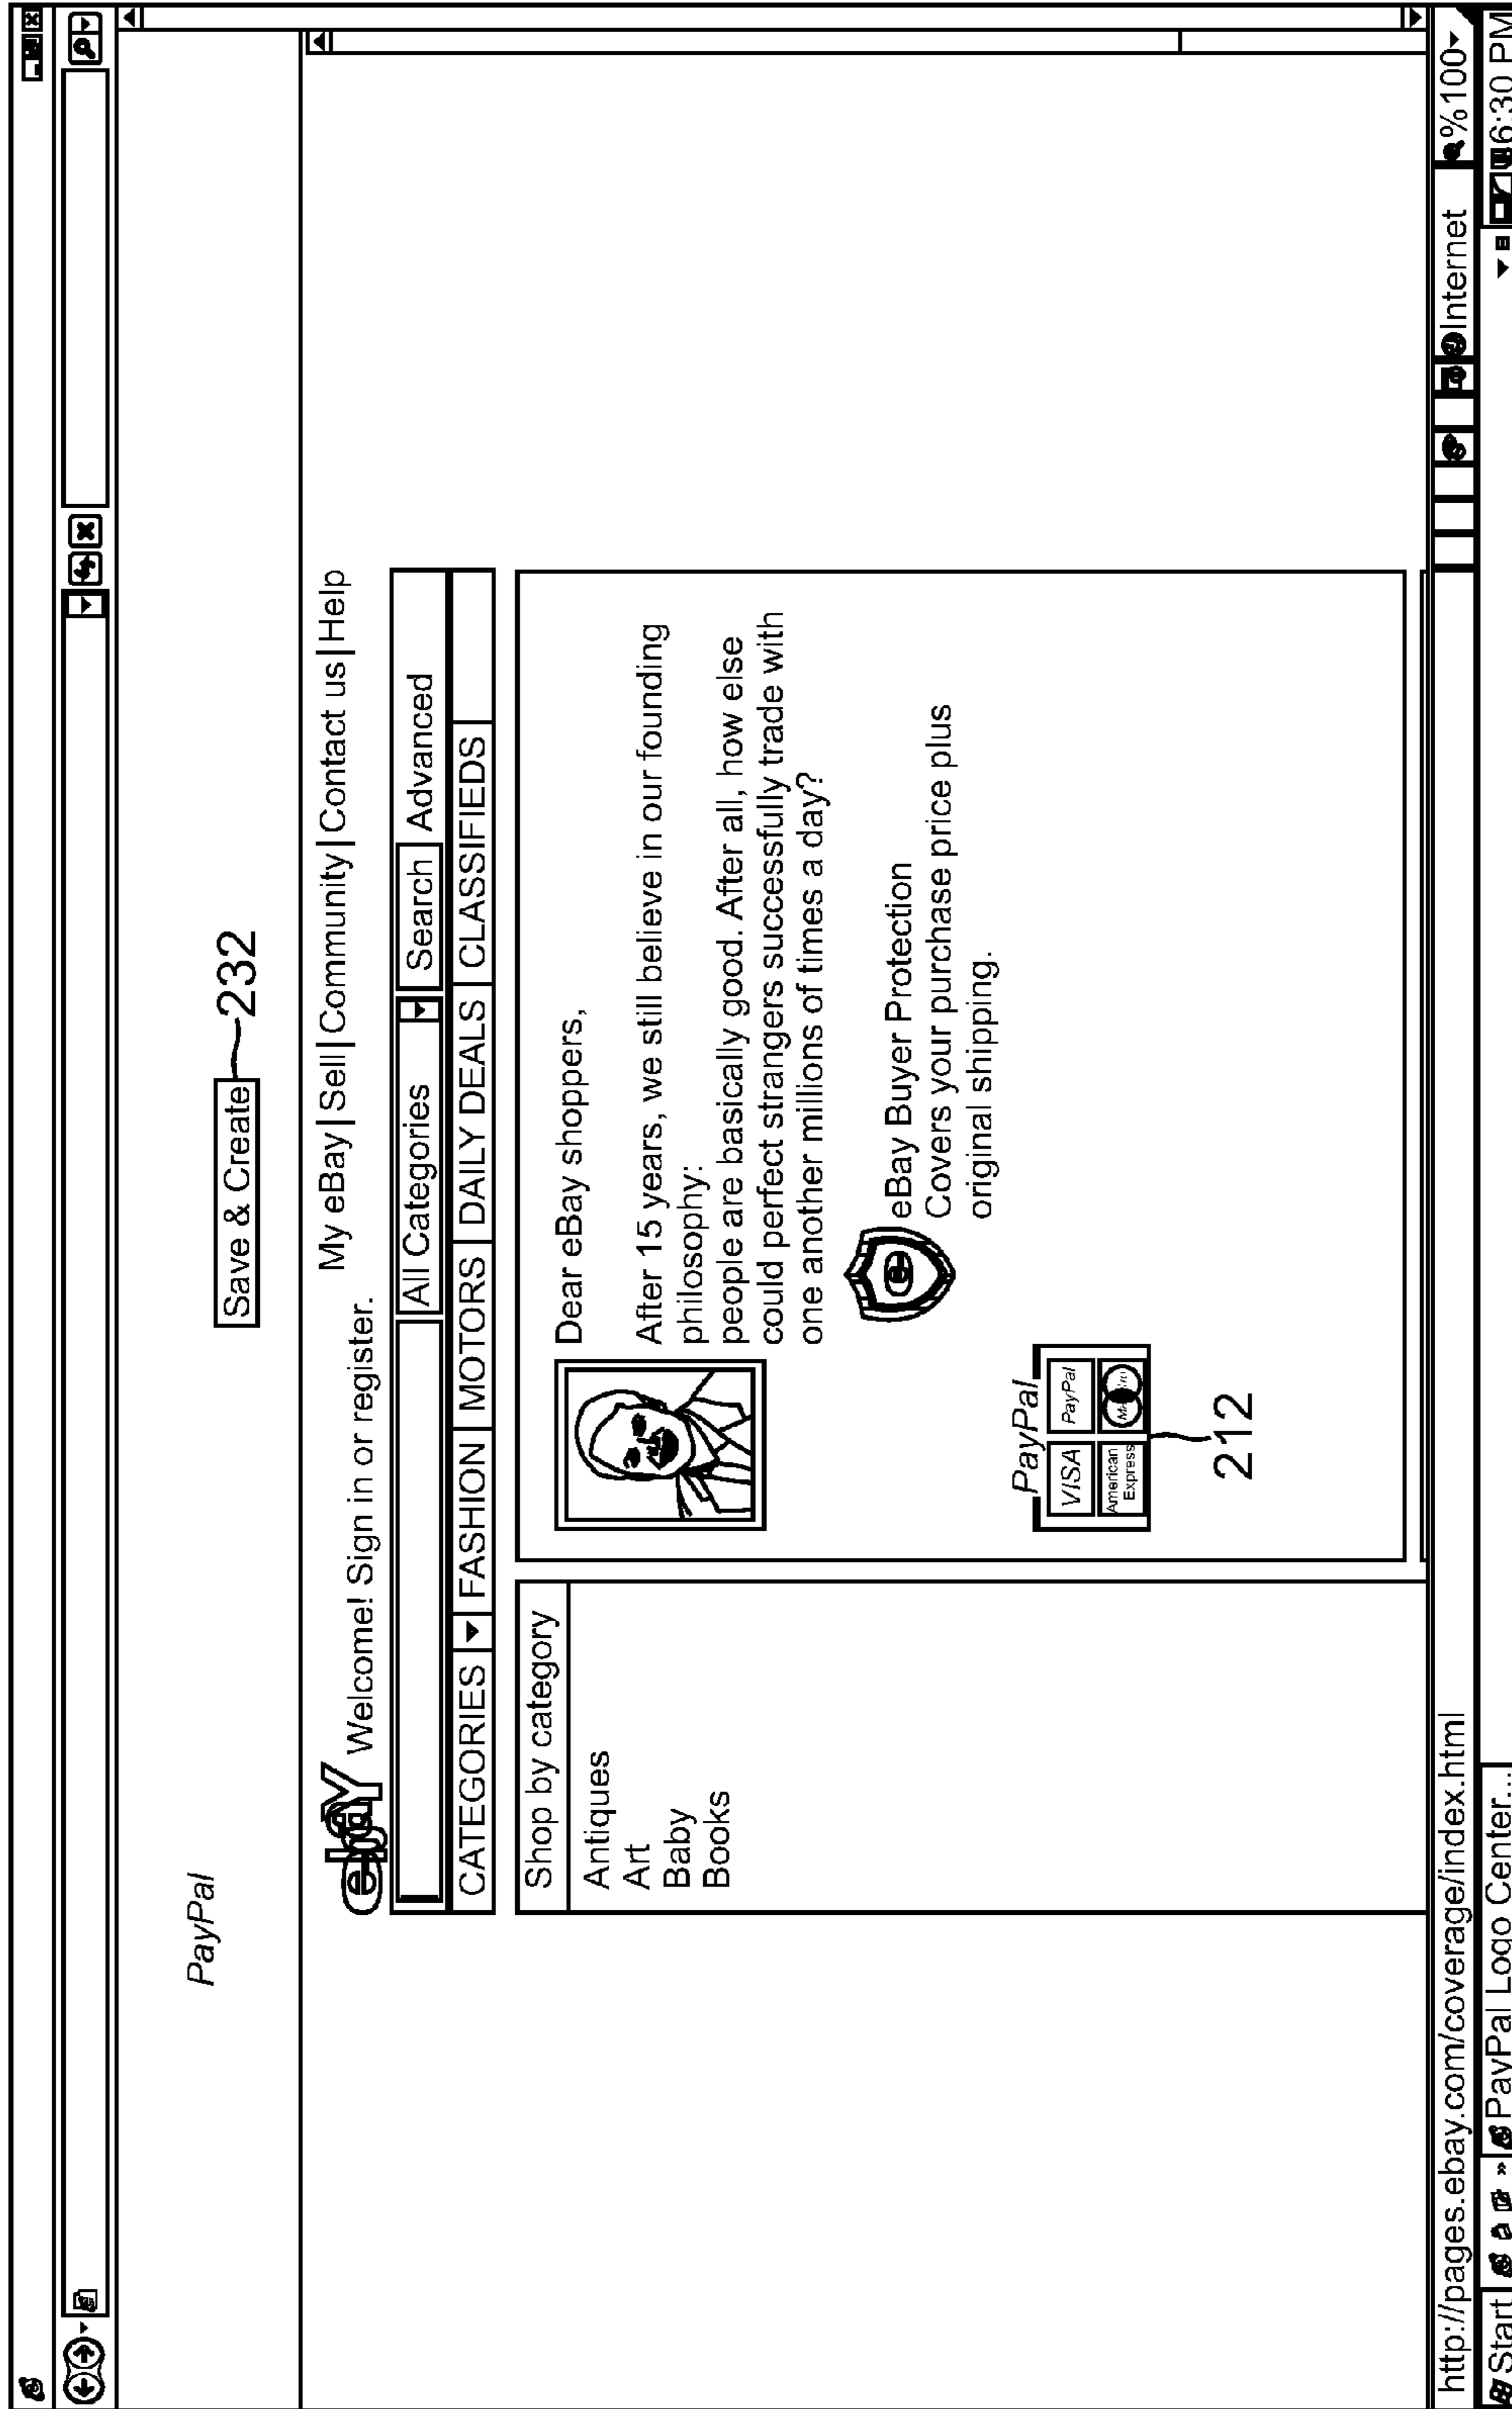 PayPal
Save & Create 232
ebaY Welcome! Sign in or register. My eBay|Sell|Community|Contact us|Help
All Categories Search Advanced
CATEGORIES FASHION MOTORS DAILY DEALS CLASSIFIEDS
Shop by category
Antiques
Art
Baby
Books
Dear eBay shoppers,
After 15 years, we still believe in our founding
philosophy:
people are basically good. After all, how else
could perfect strangers successfully trade with
one another millions of times a day?
eBay Buyer Protection
Covers your purchase price plus
original shipping.
PayPal
VISA PayPal
American
Express
212
http://pages.ebay.com/coverage/index.html Internet %100
Start » PayPal Logo Center... 6:30 PM